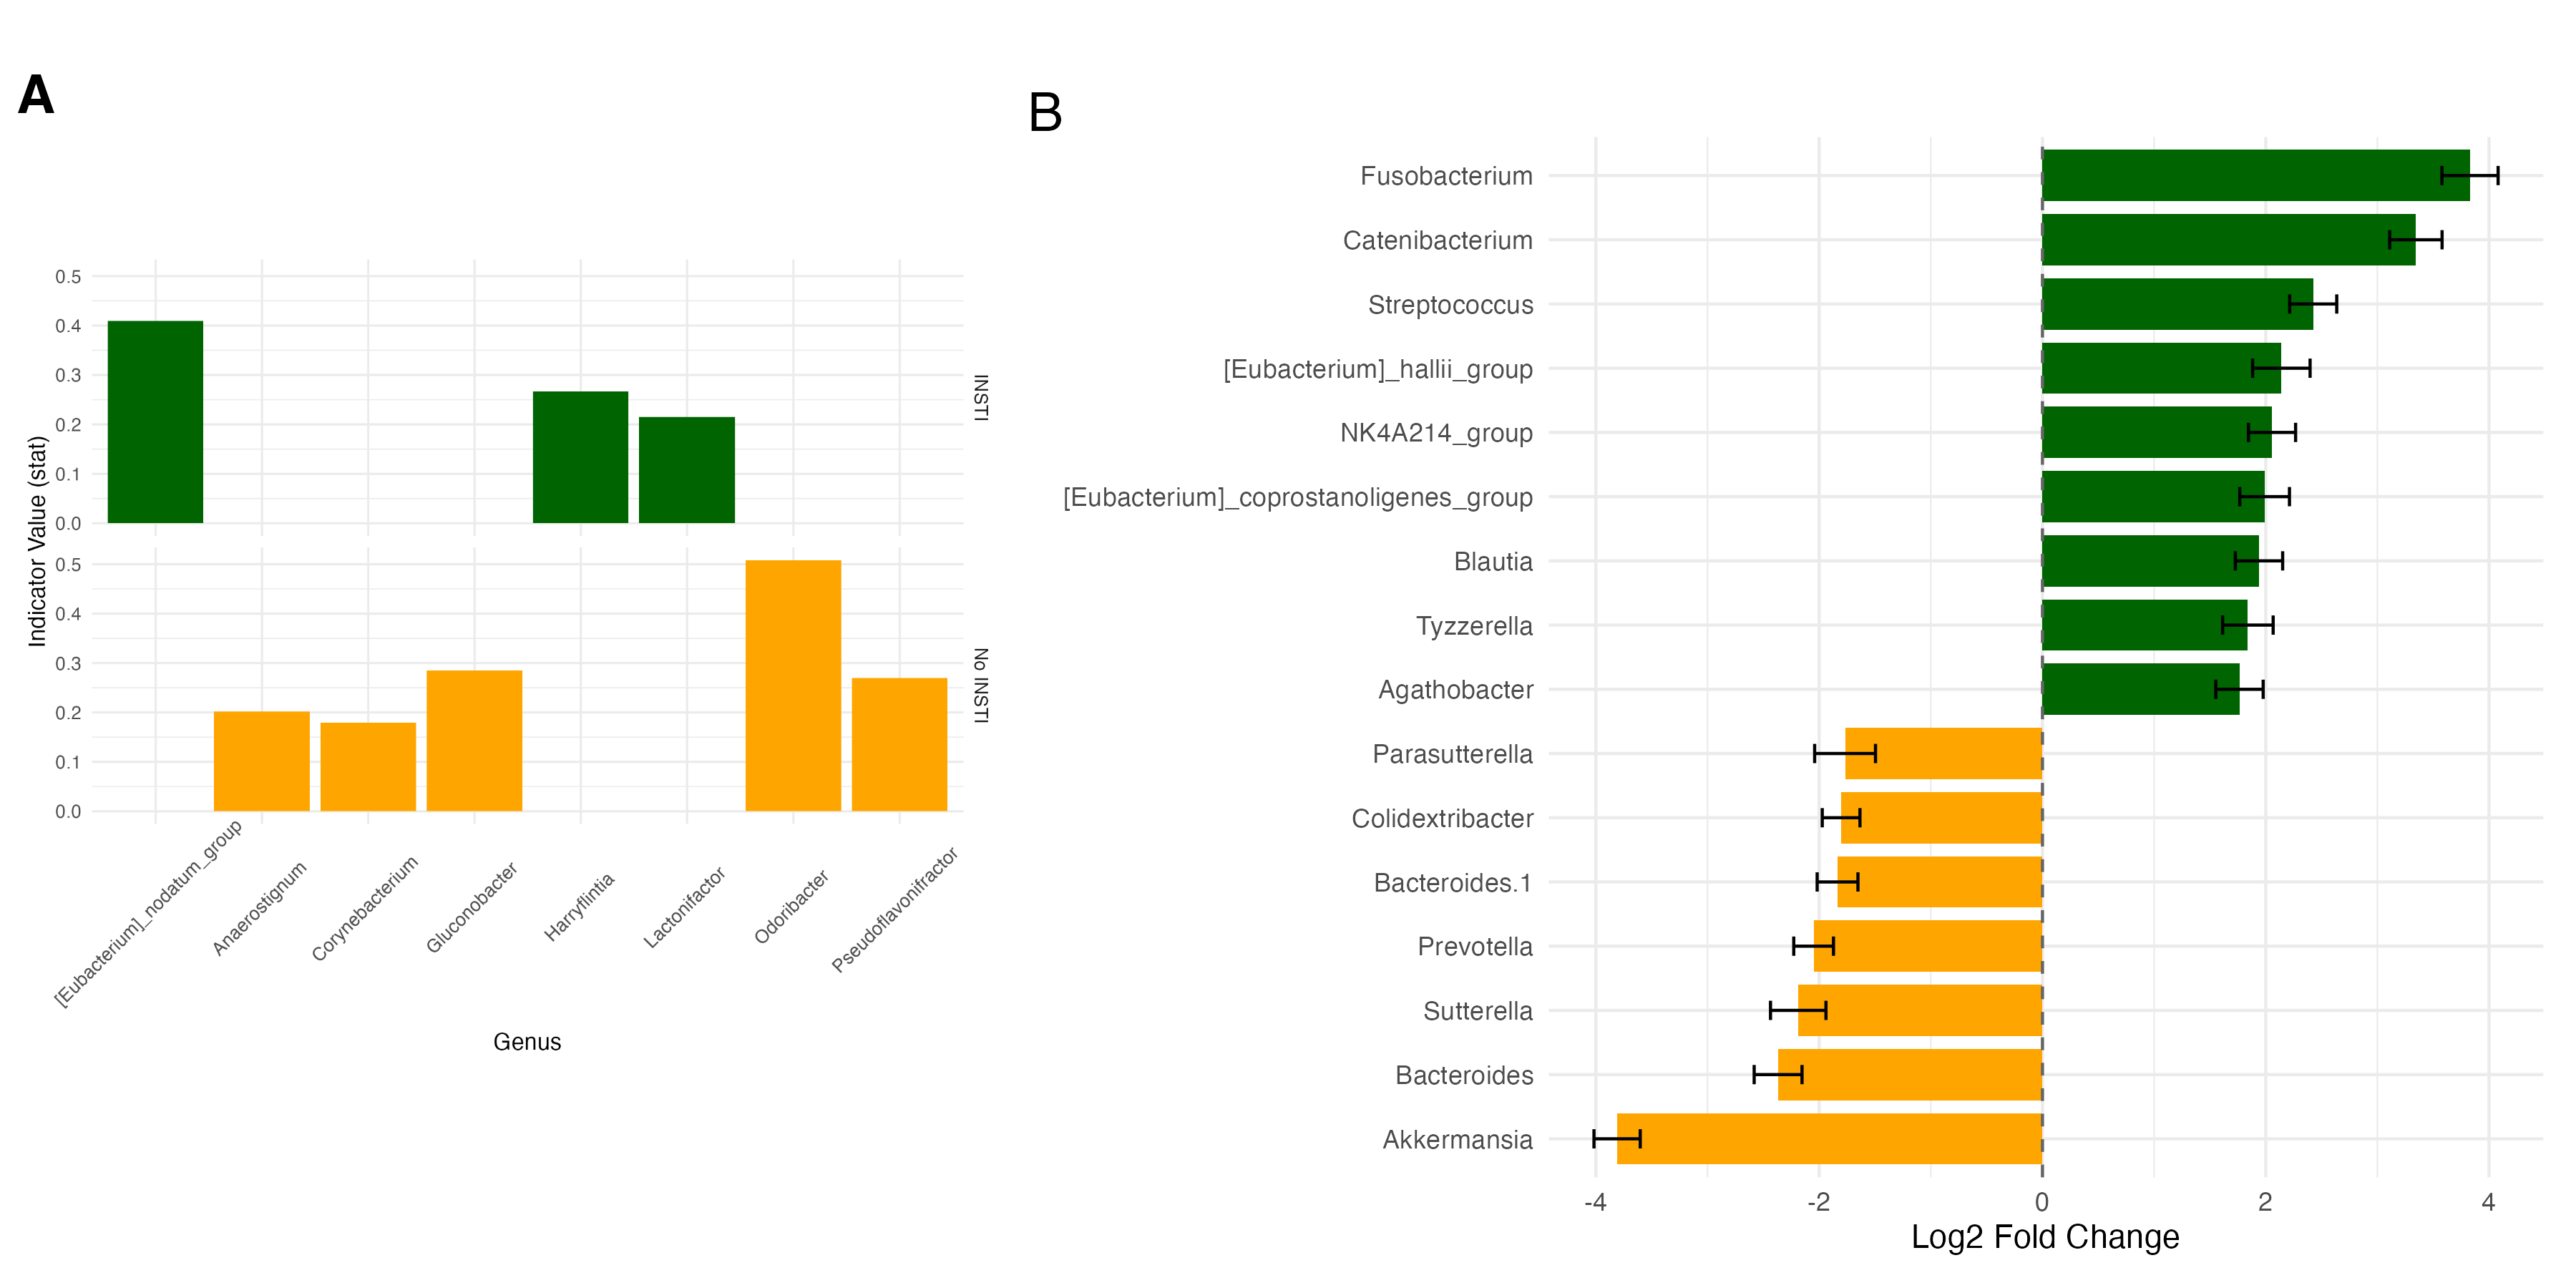 A
Indicator Value (stat)
0.5
0.4
0.3
0.2
0.1
0.0
INSTI
0.5
0.4
0.3
0.2
0.1
0.0
No INSTI
[Eubacterium]_nodatum_group
Anaerostignum
Corynebacterium
Gluconobacter
Harryflintia
Lactonifactor
Odoribacter
Pseudoflavonifractor
Genus
B
Fusobacterium
Catenibacterium
Streptococcus
[Eubacterium]_hallii_group
NK4A214_group
[Eubacterium]_coprostanoligenes_group
Blautia
Tyzzerella
Agathobacter
Parasutterella
Colidextribacter
Bacteroides.1
Prevotella
Sutterella
Bacteroides
Akkermansia
-4 -2 0 2 4
Log2 Fold Change